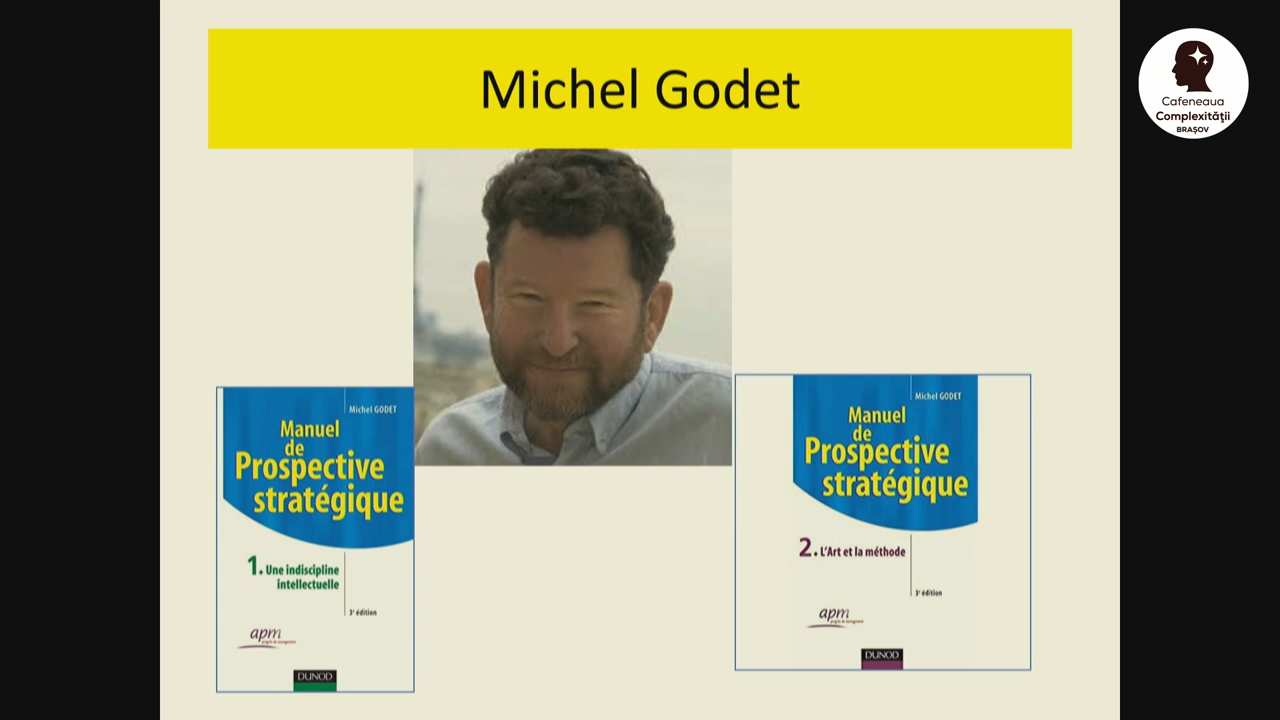 Michel Godet
Cafeneaua
Complexității
BRAȘOV
Michel GODET
Manuel
de
Prospective
stratégique
1. Une indiscipline
intellectuelle
3e édition
apm
DUNOD
Michel GODET
Manuel
de
Prospective
stratégique
2. L'Art et la méthode
3e édition
apm
DUNOD